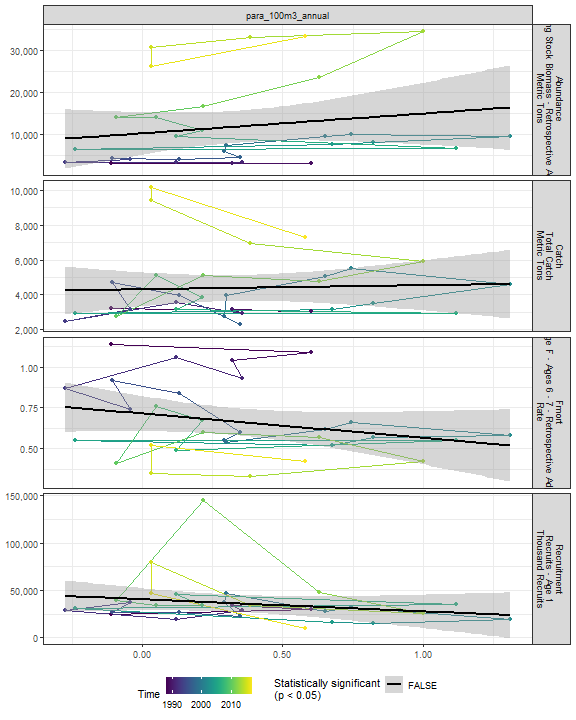 para_100m3_annual
30,000
20,000
10,000
Abundance
ng Stock Biomass - Retrospective A
Metric Tons
10,000
8,000
6,000
4,000
2,000
Catch
Total Catch
Metric Tons
1.00
0.75
0.50
Fmort
ge F - Ages 6 - 7 - Retrospective Ad
Rate
150,000
100,000
50,000
0
Recruitment
Recruits - Age 1
Thousand Recruits
0.00 0.50 1.00
Time
1990 2000 2010
Statistically significant
(p < 0.05)
FALSE